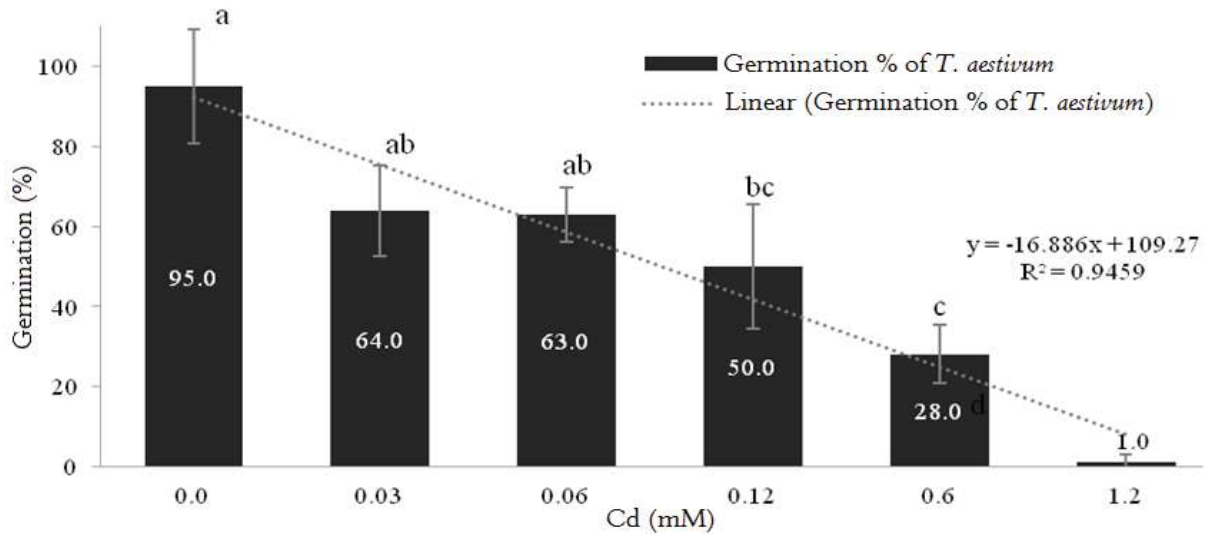 a
Germination % of T. aestivum
Linear (Germination % of T. aestivum)
100
80
60
40
20
0
Germination (%)
ab
ab
bc
c
d
y = -16.886x + 109.27
R² = 0.9459
95.0
64.0
63.0
50.0
28.0
1.0
0.0
0.03
0.06
0.12
0.6
1.2
Cd (mM)